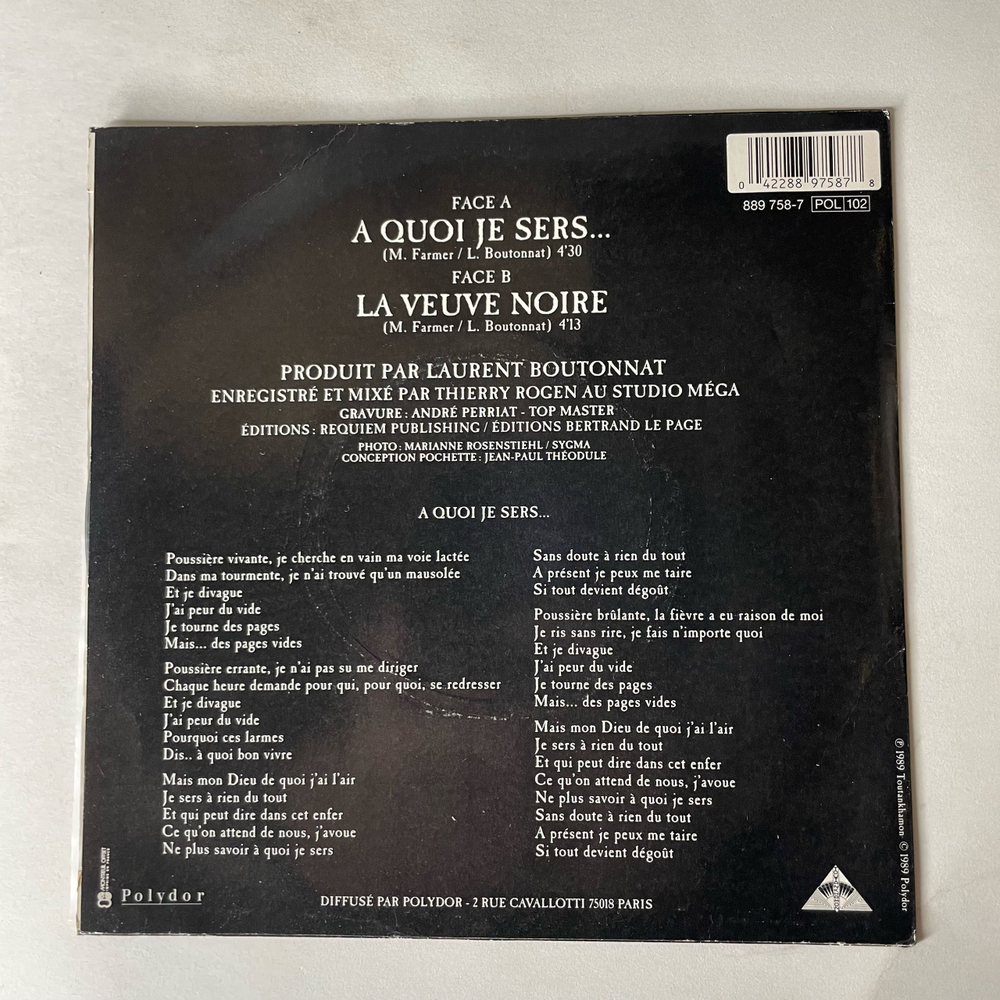 0 42288 97587 8
889 758-7 POL 102
FACE A
A QUOI JE SERS...
(M. Farmer / L. Boutonnat) 4'30
FACE B
LA VEUVE NOIRE
(M. Farmer / L. Boutonnat) 4'13
PRODUIT PAR LAURENT BOUTONNAT
ENREGISTRÉ ET MIXÉ PAR THIERRY ROGEN AU STUDIO MÉGA
GRAVURE : ANDRÉ PERRIAT - TOP MASTER
ÉDITIONS : REQUIEM PUBLISHING / ÉDITIONS BERTRAND LE PAGE
PHOTO : MARIANNE ROSENSTIEHL / SYGMA
CONCEPTION POCHETTE : JEAN-PAUL THÉODULE
A QUOI JE SERS...
Poussière vivante, je cherche en vain ma voie lactée
Dans ma tourmente, je n'ai trouvé qu'un mausolée
Et je divague
J'ai peur du vide
Je tourne des pages
Mais... des pages vides
Poussière errante, je n'ai pas su me diriger
Chaque heure demande pour qui, pour quoi, se redresser
Et je divague
J'ai peur du vide
Pourquoi ces larmes
Dis.. à quoi bon vivre
Mais mon Dieu de quoi j'ai l'air
Je sers à rien du tout
Et qui peut dire dans cet enfer
Ce qu'on attend de nous, j'avoue
Ne plus savoir à quoi je sers
Sans doute à rien du tout
A présent je peux me taire
Si tout devient dégoût
Poussière brûlante, la fièvre a eu raison de moi
Je ris sans rire, je fais n'importe quoi
Et je divague
J'ai peur du vide
Je tourne des pages
Mais... des pages vides
Mais mon Dieu de quoi j'ai l'air
Je sers à rien du tout
Et qui peut dire dans cet enfer
Ce qu'on attend de nous, j'avoue
Ne plus savoir à quoi je sers
Sans doute à rien du tout
A présent je peux me taire
Si tout devient dégoût
℗ 1989 Toutankhamon © 1989 Polydor
Polydor
DIFFUSÉ PAR POLYDOR - 2 RUE CAVALLOTTI 75018 PARIS